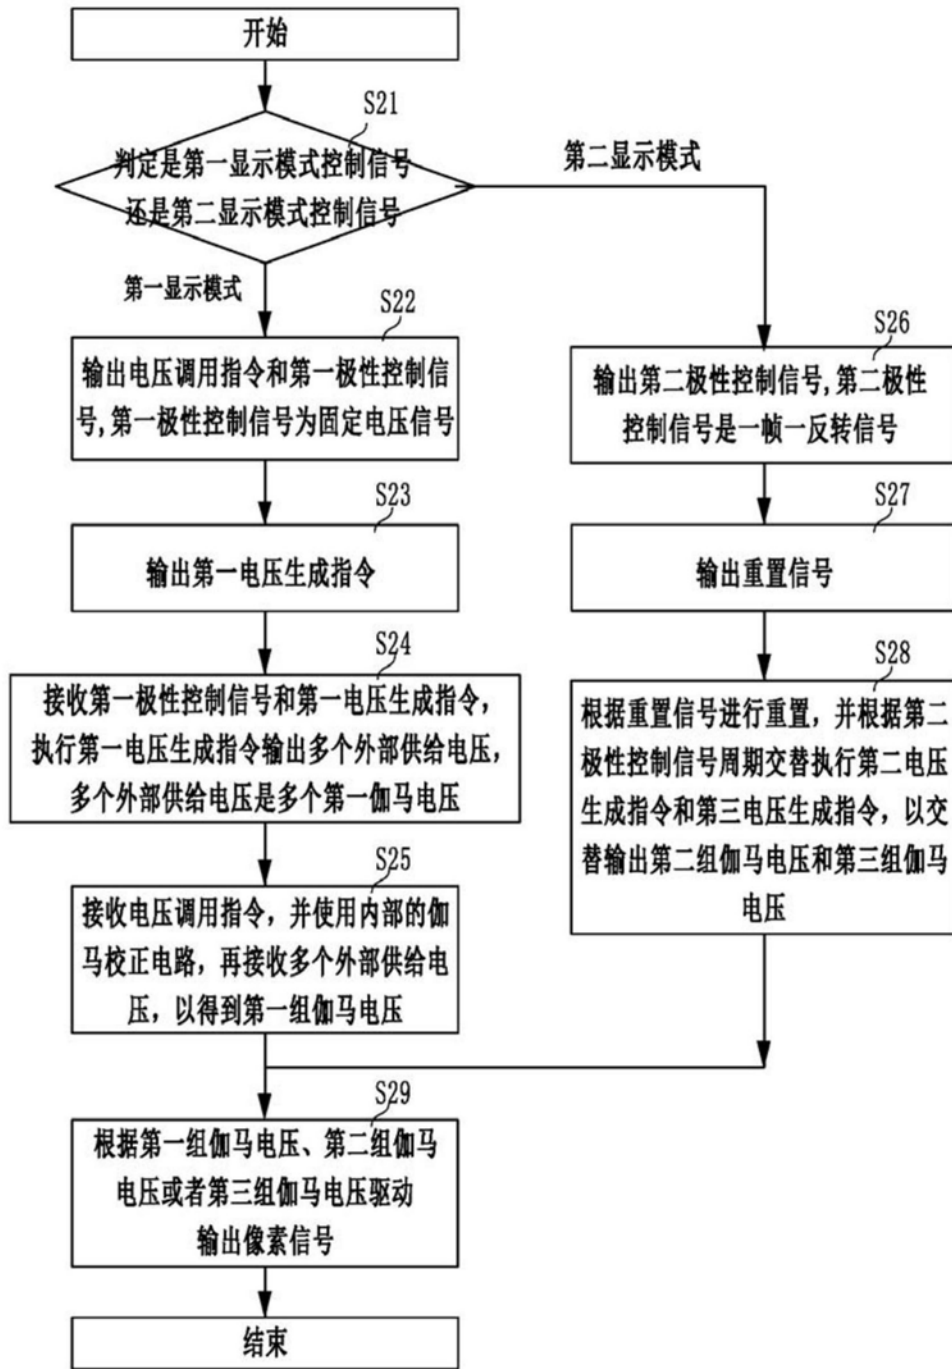 开始
S21
判定是第一显示模式控制信号
还是第二显示模式控制信号
第二显示模式
第一显示模式
S22
输出电压调用指令和第一极性控制信
号,第一极性控制信号为固定电压信号
S23
输出第一电压生成指令
S24
接收第一极性控制信号和第一电压生成指令，
执行第一电压生成指令输出多个外部供给电压，
多个外部供给电压是多个第一伽马电压
S25
接收电压调用指令，并使用内部的伽
马校正电路，再接收多个外部供给电
压，以得到第一组伽马电压
S26
输出第二极性控制信号,第二极性
控制信号是一帧一反转信号
S27
输出重置信号
S28
根据重置信号进行重置，并根据第二
极性控制信号周期交替执行第二电压
生成指令和第三电压生成指令，以交
替输出第二组伽马电压和第三组伽马
电压
S29
根据第一组伽马电压、第二组伽马
电压或者第三组伽马电压驱动
输出像素信号
结束